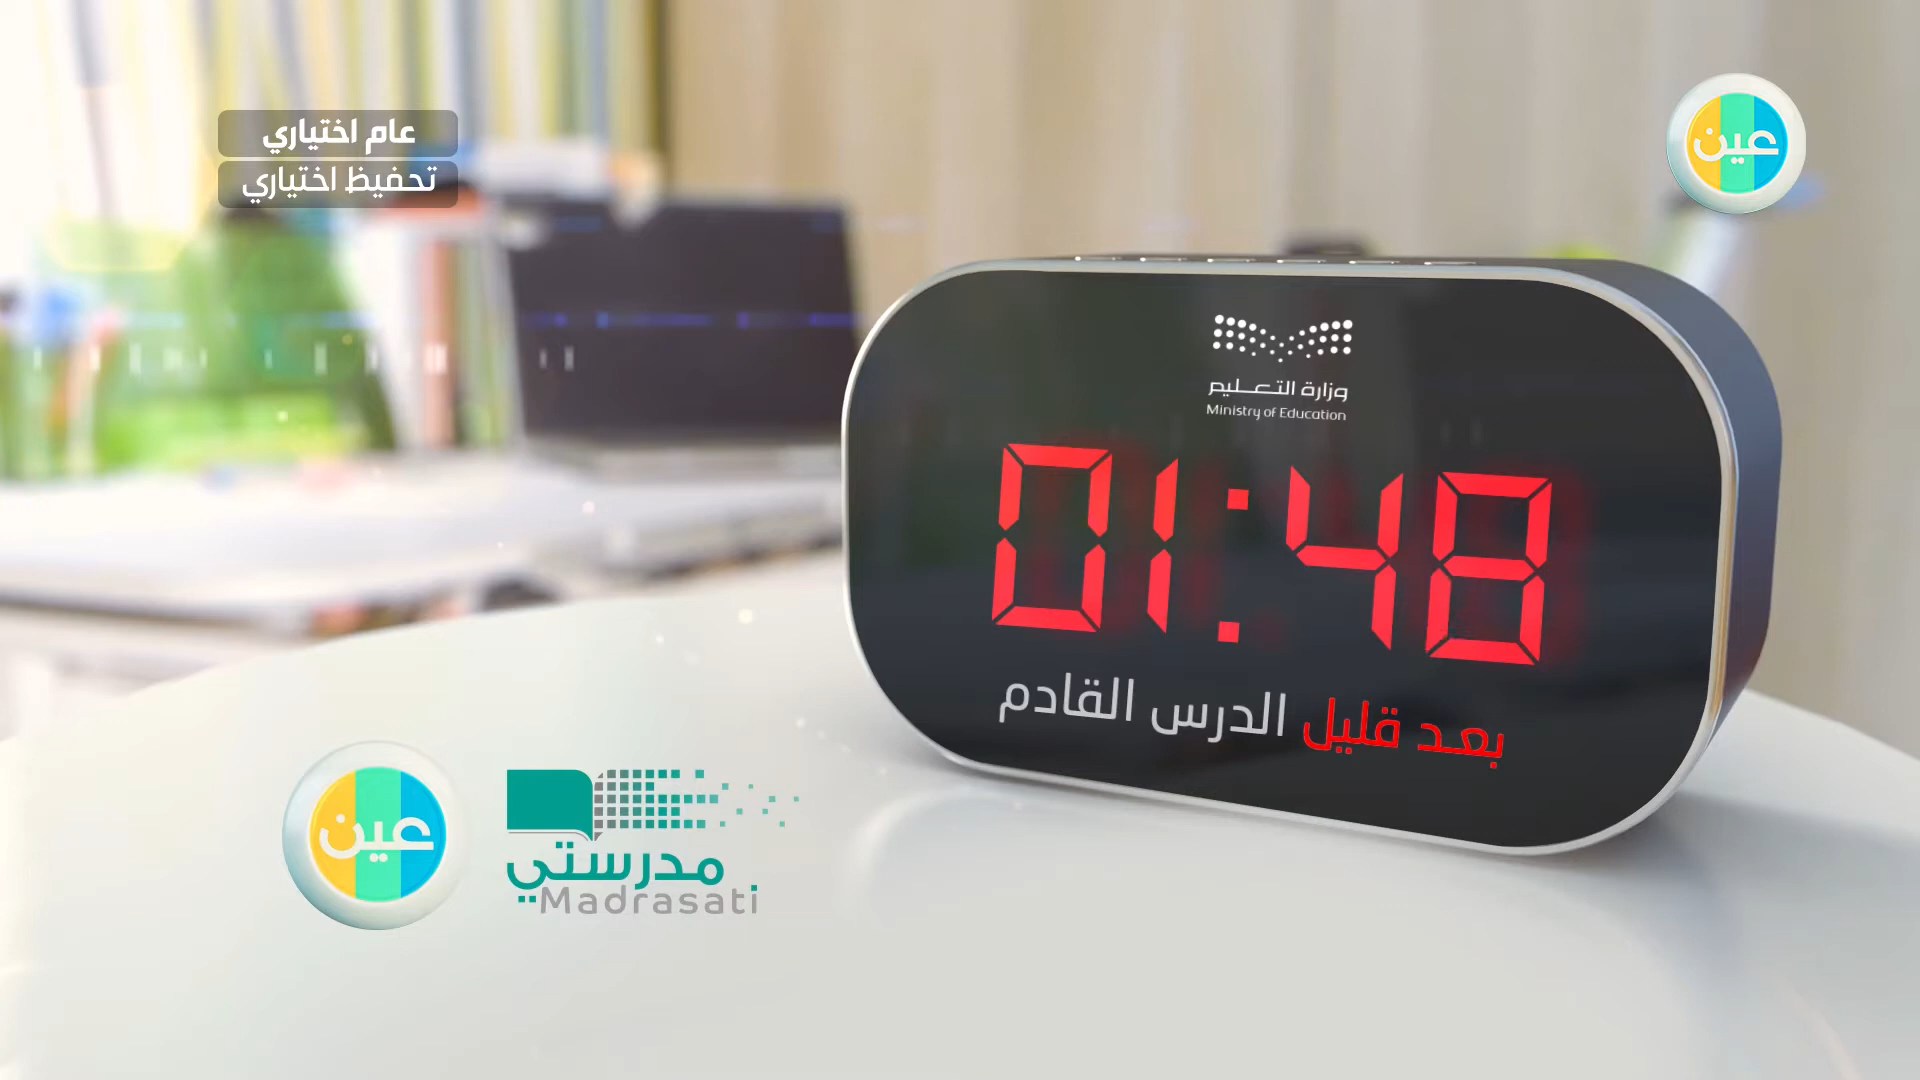 عام اختياري
تحفيظ اختياري
عين
وزارة التعليم
Ministry of Education
01:48
بعد قليل الدرس القادم
عين
مدرستي
Madrasati